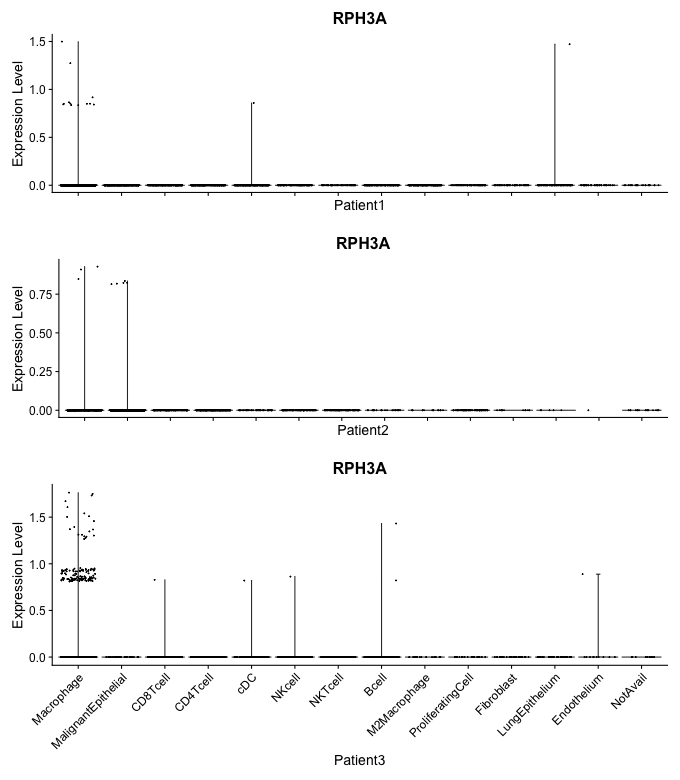 RPH3A
Expression Level
1.5
1.0
0.5
0.0
Patient1
RPH3A
Expression Level
0.75
0.50
0.25
0.00
Patient2
RPH3A
Expression Level
1.5
1.0
0.5
0.0
Macrophage
MalignantEpithelial
CD8Tcell
CD4Tcell
cDC
NKcell
NKTcell
Bcell
M2Macrophage
ProliferatingCell
Fibroblast
LungEpithelium
Endothelium
NotAvail
Patient3